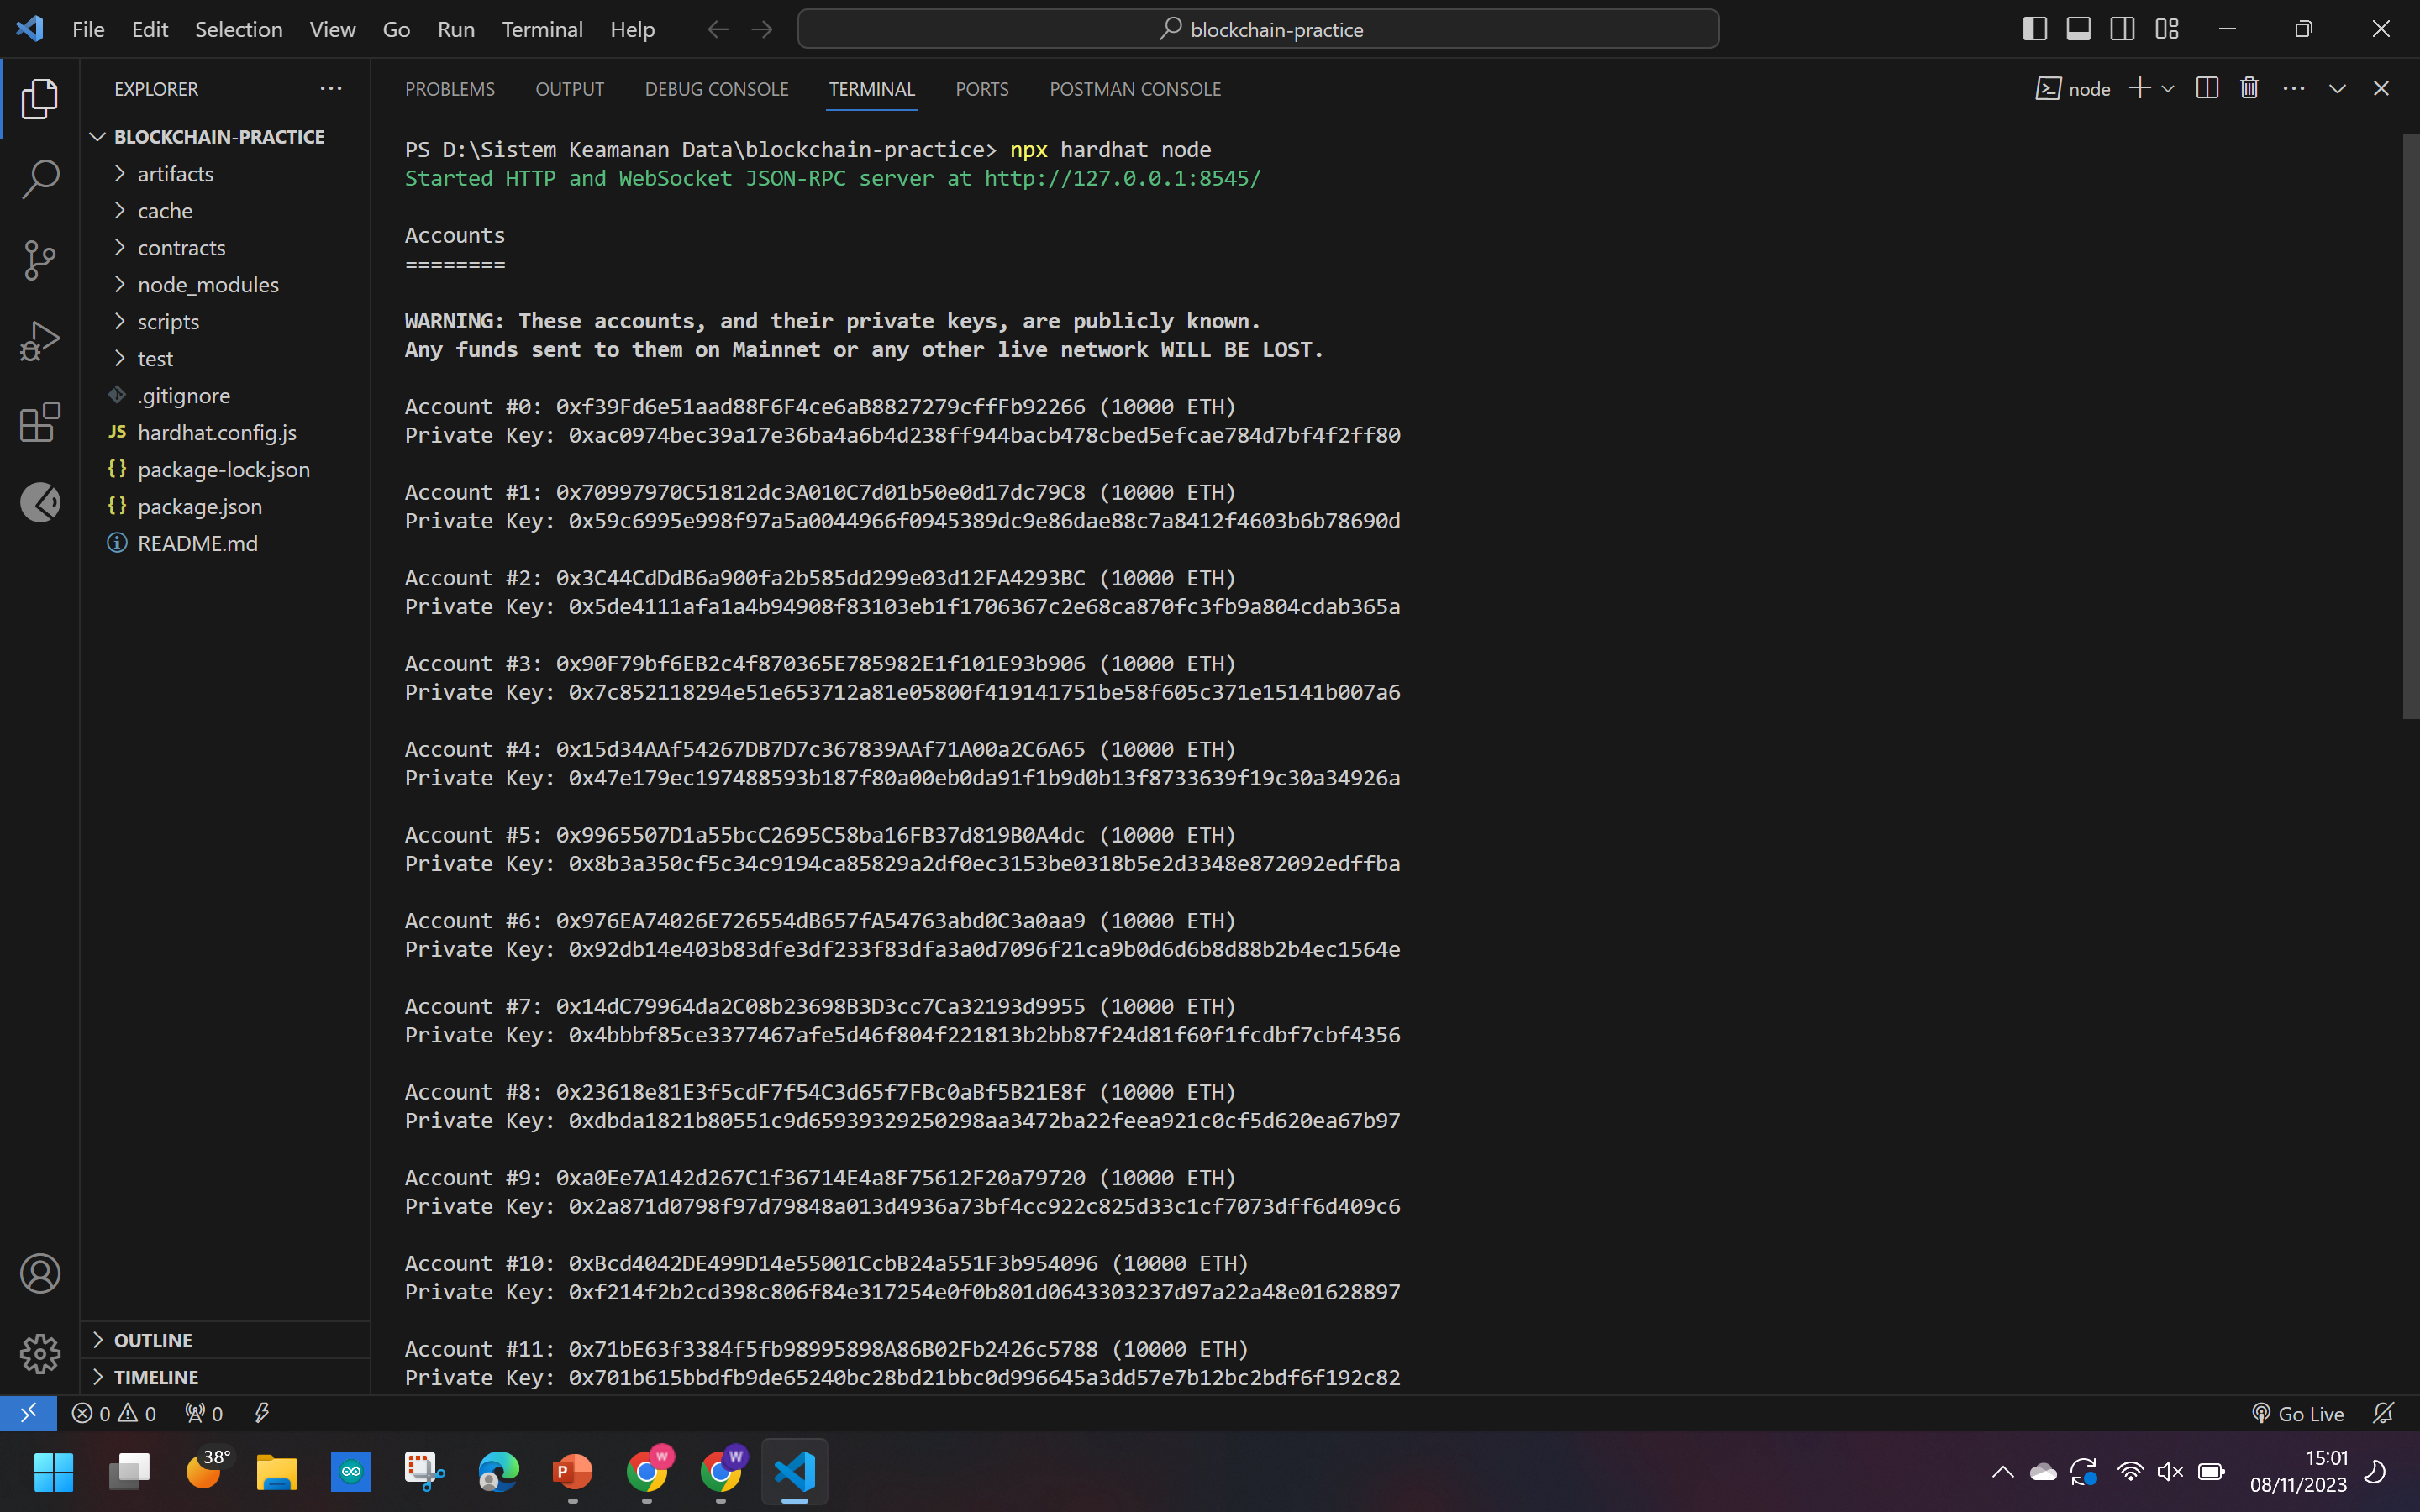 File Edit Selection View Go Run Terminal Help
blockchain-practice
EXPLORER
BLOCKCHAIN-PRACTICE
artifacts
cache
contracts
node_modules
scripts
test
.gitignore
JS hardhat.config.js
{} package-lock.json
{} package.json
README.md
OUTLINE
TIMELINE
PROBLEMS OUTPUT DEBUG CONSOLE TERMINAL PORTS POSTMAN CONSOLE
node
PS D:\Sistem Keamanan Data\blockchain-practice> npx hardhat node
Started HTTP and WebSocket JSON-RPC server at http://127.0.0.1:8545/
Accounts
========
WARNING: These accounts, and their private keys, are publicly known.
Any funds sent to them on Mainnet or any other live network WILL BE LOST.
Account #0: 0xf39Fd6e51aad88F6F4ce6aB8827279cffFb92266 (10000 ETH)
Private Key: 0xac0974bec39a17e36ba4a6b4d238ff944bacb478cbed5efcae784d7bf4f2ff80
Account #1: 0x70997970C51812dc3A010C7d01b50e0d17dc79C8 (10000 ETH)
Private Key: 0x59c6995e998f97a5a0044966f0945389dc9e86dae88c7a8412f4603b6b78690d
Account #2: 0x3C44CdDdB6a900fa2b585dd299e03d12FA4293BC (10000 ETH)
Private Key: 0x5de4111afa1a4b94908f83103eb1f1706367c2e68ca870fc3fb9a804cdab365a
Account #3: 0x90F79bf6EB2c4f870365E785982E1f101E93b906 (10000 ETH)
Private Key: 0x7c852118294e51e653712a81e05800f419141751be58f605c371e15141b007a6
Account #4: 0x15d34AAf54267DB7D7c367839AAf71A00a2C6A65 (10000 ETH)
Private Key: 0x47e179ec197488593b187f80a00eb0da91f1b9d0b13f8733639f19c30a34926a
Account #5: 0x9965507D1a55bcC2695C58ba16FB37d819B0A4dc (10000 ETH)
Private Key: 0x8b3a350cf5c34c9194ca85829a2df0ec3153be0318b5e2d3348e872092edffba
Account #6: 0x976EA74026E726554dB657fA54763abd0C3a0aa9 (10000 ETH)
Private Key: 0x92db14e403b83dfe3df233f83dfa3a0d7096f21ca9b0d6d6b8d88b2b4ec1564e
Account #7: 0x14dC79964da2C08b23698B3D3cc7Ca32193d9955 (10000 ETH)
Private Key: 0x4bbbf85ce3377467afe5d46f804f221813b2bb87f24d81f60f1fcdbf7cbf4356
Account #8: 0x23618e81E3f5cdF7f54C3d65f7FBc0aBf5B21E8f (10000 ETH)
Private Key: 0xdbda1821b80551c9d65939329250298aa3472ba22feea921c0cf5d620ea67b97
Account #9: 0xa0Ee7A142d267C1f36714E4a8F75612F20a79720 (10000 ETH)
Private Key: 0x2a871d0798f97d79848a013d4936a73bf4cc922c825d33c1cf7073dff6d409c6
Account #10: 0xBcd4042DE499D14e55001CcbB24a551F3b954096 (10000 ETH)
Private Key: 0xf214f2b2cd398c806f84e317254e0f0b801d0643303237d97a22a48e01628897
Account #11: 0x71bE63f3384f5fb98995898A86B02Fb2426c5788 (10000 ETH)
Private Key: 0x701b615bbdfb9de65240bc28bd21bbc0d996645a3dd57e7b12bc2bdf6f192c82
0 0 0
Go Live
38°
P
W
W
15:01
08/11/2023